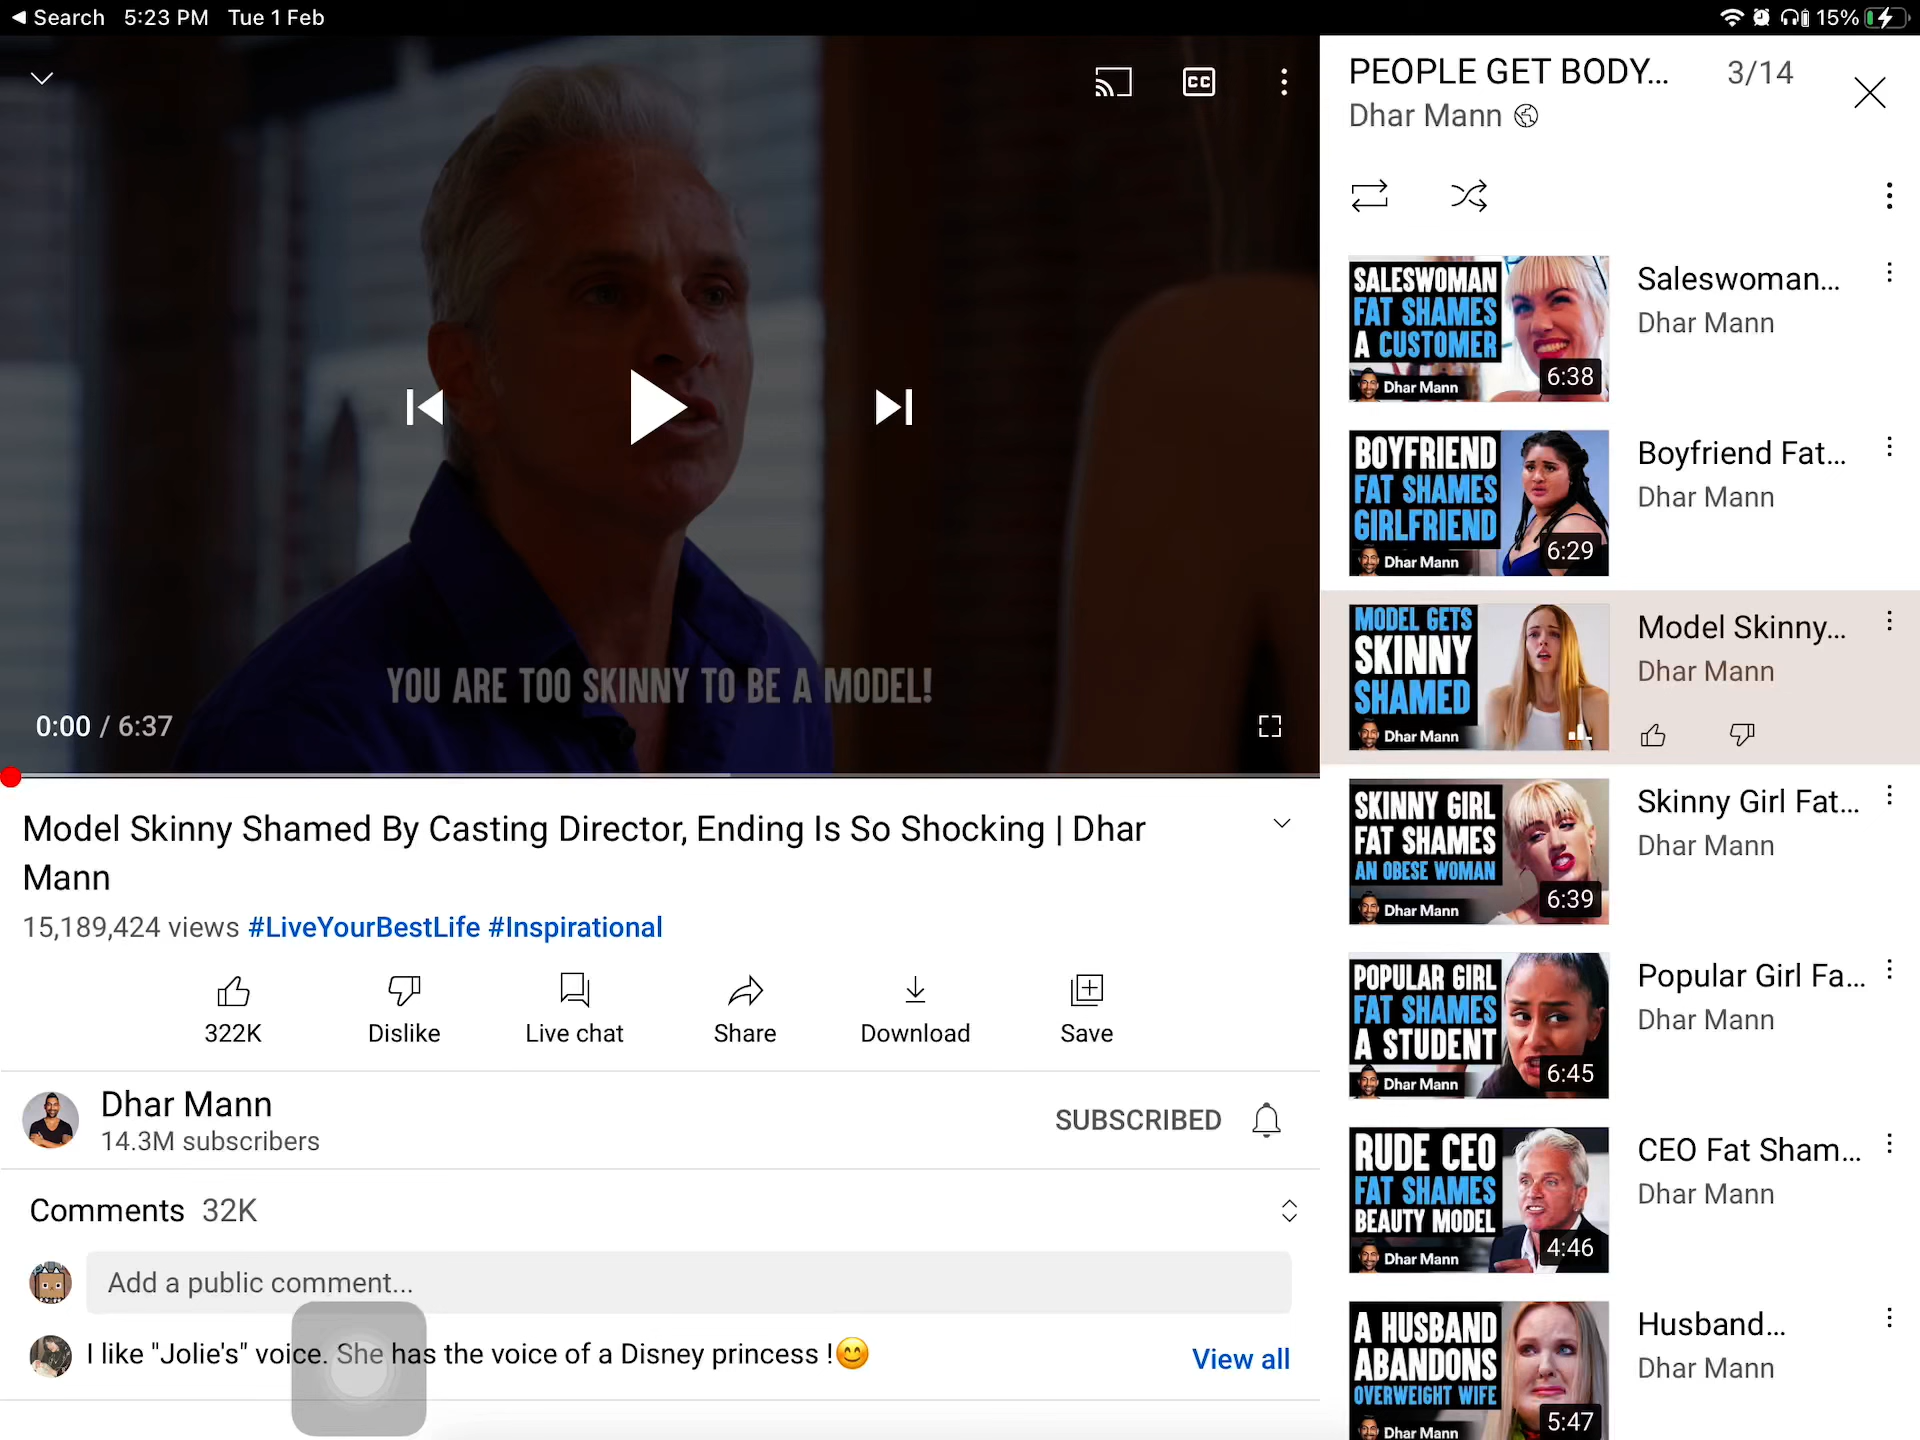 Search 5:23 PM Tue 1 Feb
15%
CC
YOU ARE TOO SKINNY TO BE A MODEL!
0:00 / 6:37
Model Skinny Shamed By Casting Director, Ending Is So Shocking | Dhar
Mann
15,189,424 views #LiveYourBestLife #Inspirational
322K
Dislike
Live chat
Share
Download
Save
Dhar Mann
14.3M subscribers
SUBSCRIBED
Comments 32K
Add a public comment...
I like "Jolie's" voice. She has the voice of a Disney princess !😊
View all
PEOPLE GET BODY... 3/14
Dhar Mann
SALESWOMAN
FAT SHAMES
A CUSTOMER
Dhar Mann
6:38
Saleswoman...
Dhar Mann
BOYFRIEND
FAT SHAMES
GIRLFRIEND
Dhar Mann
6:29
Boyfriend Fat...
Dhar Mann
MODEL GETS
SKINNY
SHAMED
Dhar Mann
Model Skinny...
Dhar Mann
SKINNY GIRL
FAT SHAMES
AN OBESE WOMAN
Dhar Mann
6:39
Skinny Girl Fat...
Dhar Mann
POPULAR GIRL
FAT SHAMES
A STUDENT
Dhar Mann
6:45
Popular Girl Fa...
Dhar Mann
RUDE CEO
FAT SHAMES
BEAUTY MODEL
Dhar Mann
4:46
CEO Fat Sham...
Dhar Mann
A HUSBAND
ABANDONS
OVERWEIGHT WIFE
Dhar Mann
5:47
Husband...
Dhar Mann